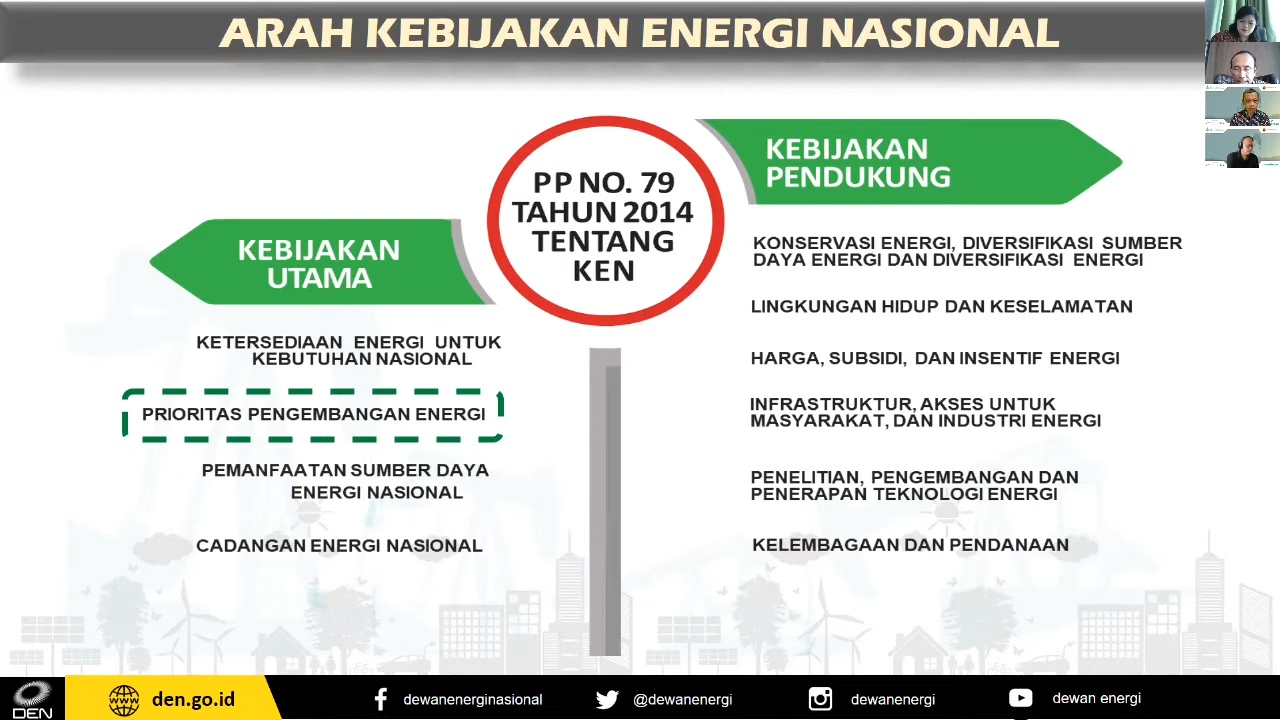 ARAH KEBIJAKAN ENERGI NASIONAL
PP NO. 79
TAHUN 2014
TENTANG
KEN
KEBIJAKAN
UTAMA
KETERSEDIAAN ENERGI UNTUK
KEBUTUHAN NASIONAL
PRIORITAS PENGEMBANGAN ENERGI
PEMANFAATAN SUMBER DAYA
ENERGI NASIONAL
CADANGAN ENERGI NASIONAL
KEBIJAKAN
PENDUKUNG
KONSERVASI ENERGI, DIVERSIFIKASI SUMBER
DAYA ENERGI DAN DIVERSIFIKASI ENERGI
LINGKUNGAN HIDUP DAN KESELAMATAN
HARGA, SUBSIDI, DAN INSENTIF ENERGI
INFRASTRUKTUR, AKSES UNTUK
MASYARAKAT, DAN INDUSTRI ENERGI
PENELITIAN, PENGEMBANGAN DAN
PENERAPAN TEKNOLOGI ENERGI
KELEMBAGAAN DAN PENDANAAN
DEN
WWW
den.go.id
dewanenerginasional
@dewanenergi
dewanenergi
dewan energi